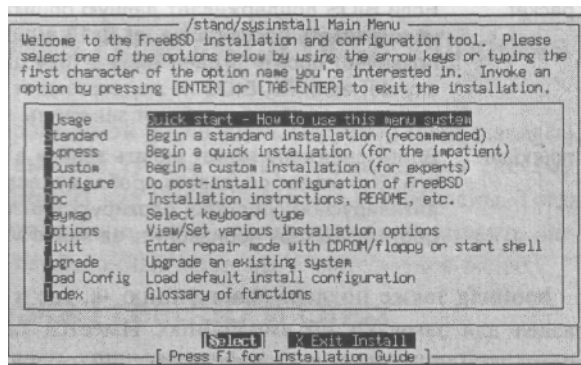 /stand/sysinstall Main Menu
Welcome to the FreeBSD installation and configuration tool. Please
select one of the options below by using the arrow keys or typing the
first character of the option name you're interested in. Invoke an
option by pressing [ENTER] or [TAB-ENTER] to exit the installation.
Usage Quick start - How to use this menu system
Standard Begin a standard installation (recommended)
Express Begin a quick installation (for the impatient)
Custom Begin a custom installation (for experts)
Configure Do post-install configuration of FreeBSD
Doc Installation instructions, README, etc.
Keymap Select keyboard type
Options View/Set various installation options
Fixit Enter repair mode with CDROM/floppy or start shell
Upgrade Upgrade an existing system
Load Config Load default install configuration
Index Glossary of functions
[Select] X Exit Install
[ Press F1 for Installation Guide ]